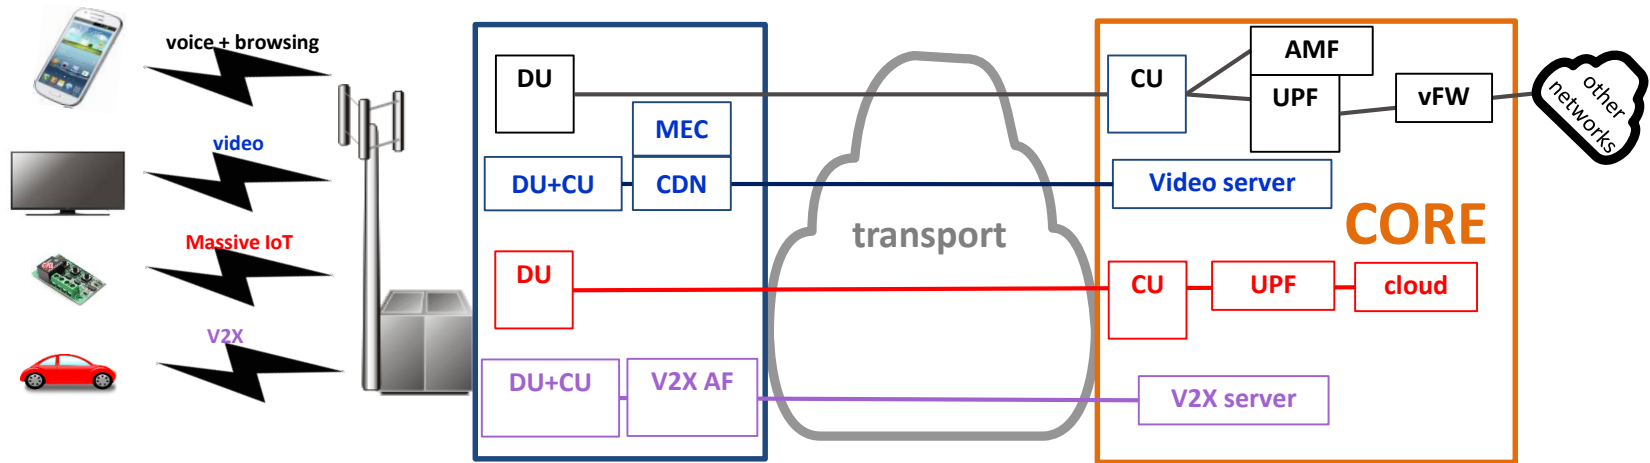 voice + browsing
DU
CU
AMF
UPF
vFW
other
networks
video
MEC
DU+CU
CDN
Video server
transport
CORE
Massive IoT
DU
CU
UPF
cloud
V2X
DU+CU
V2X AF
V2X server